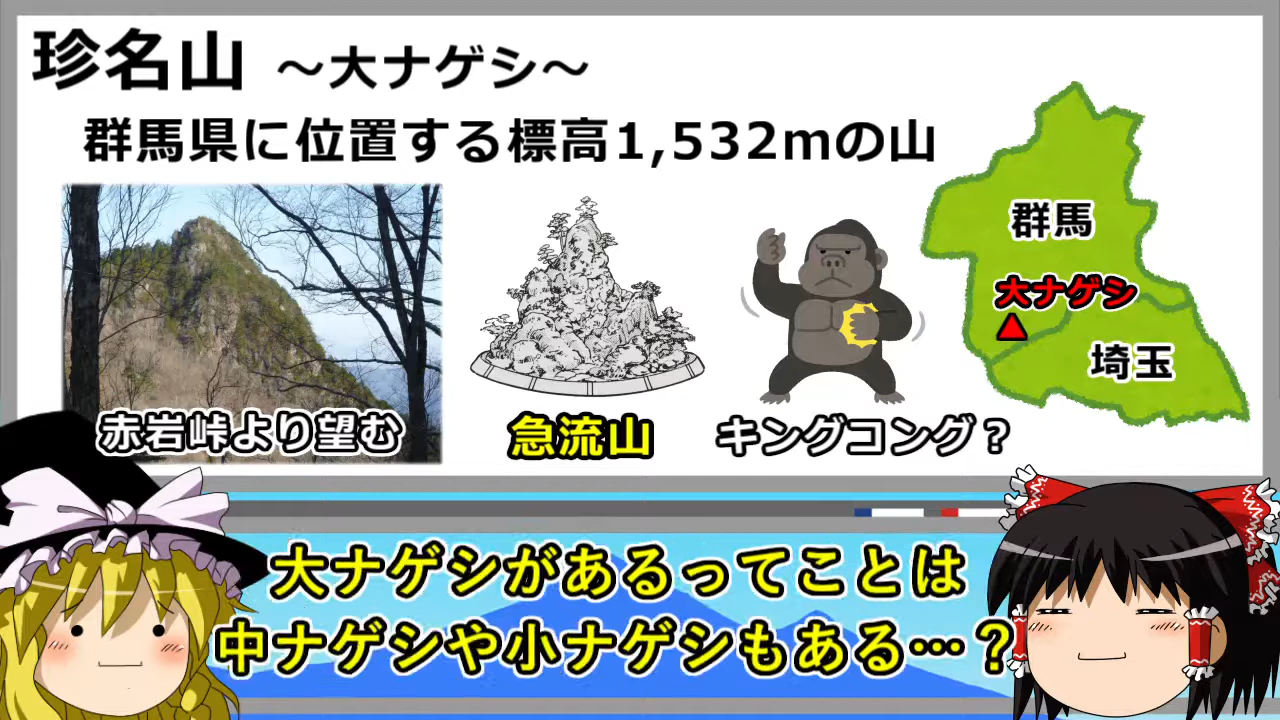 珍名山 ～大ナゲシ～
群馬県に位置する標高1,532mの山
群馬
大ナゲシ
埼玉
赤岩峠より望む
急流山
キングコング？
大ナゲシがあるってことは
中ナゲシや小ナゲシもある…？